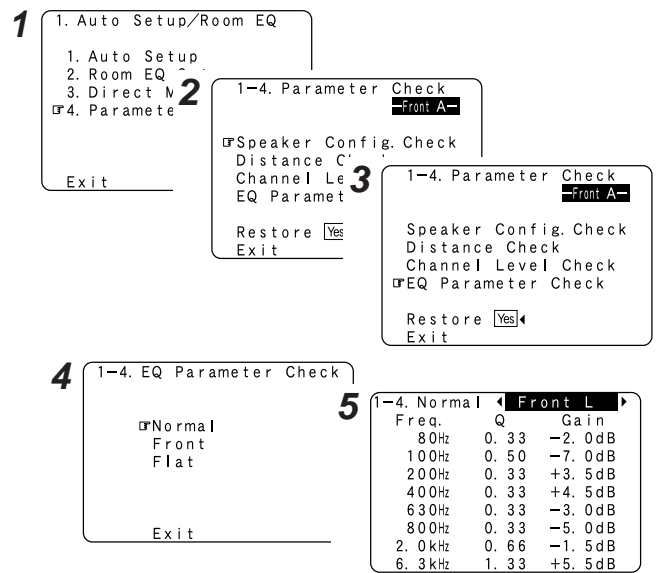 1
1. Auto Setup/Room EQ
1. Auto Setup
2. Room EQ
3. Direct
☞4. Paramete
Exit
2
1-4. Parameter Check
-Front A-
☞Speaker Config. Check
Distance
Channel Le
EQ Paramet
Restore Yes
Exit
3
1-4. Parameter Check
-Front A-
Speaker Config. Check
Distance Check
Channel Level Check
☞EQ Parameter Check
Restore Yes◀
Exit
4
1-4. EQ Parameter Check
☞Normal
Front
Flat
Exit
5
1-4. Normal ◀ Front L ▶
Freq. Q Gain
80Hz 0.33 -2.0dB
100Hz 0.50 -7.0dB
200Hz 0.33 +3.5dB
400Hz 0.33 +4.5dB
630Hz 0.33 -3.0dB
800Hz 0.33 -5.0dB
2.0kHz 0.66 -1.5dB
6.3kHz 1.33 +5.5dB